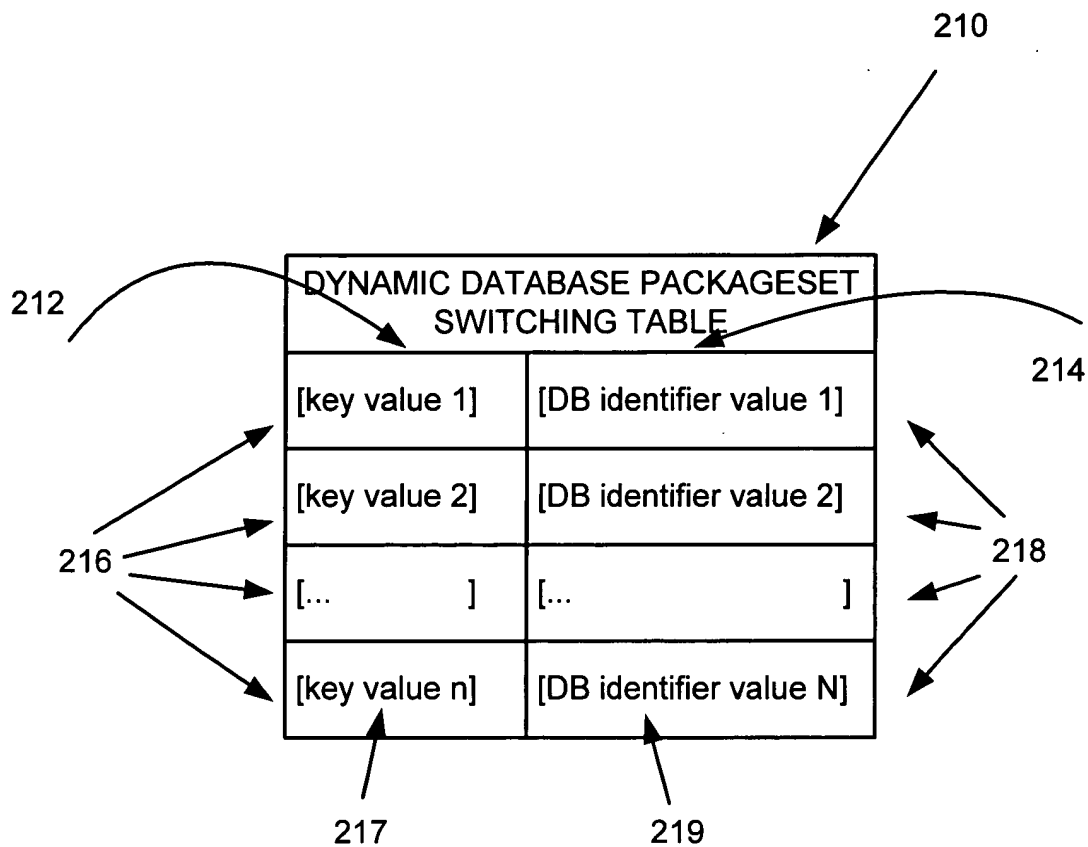 210
DYNAMIC DATABASE PACKAGESET
SWITCHING TABLE
212
214
[key value 1] [DB identifier value 1]
[key value 2] [DB identifier value 2]
216
218
[... ] [... ]
[key value n] [DB identifier value N]
217
219